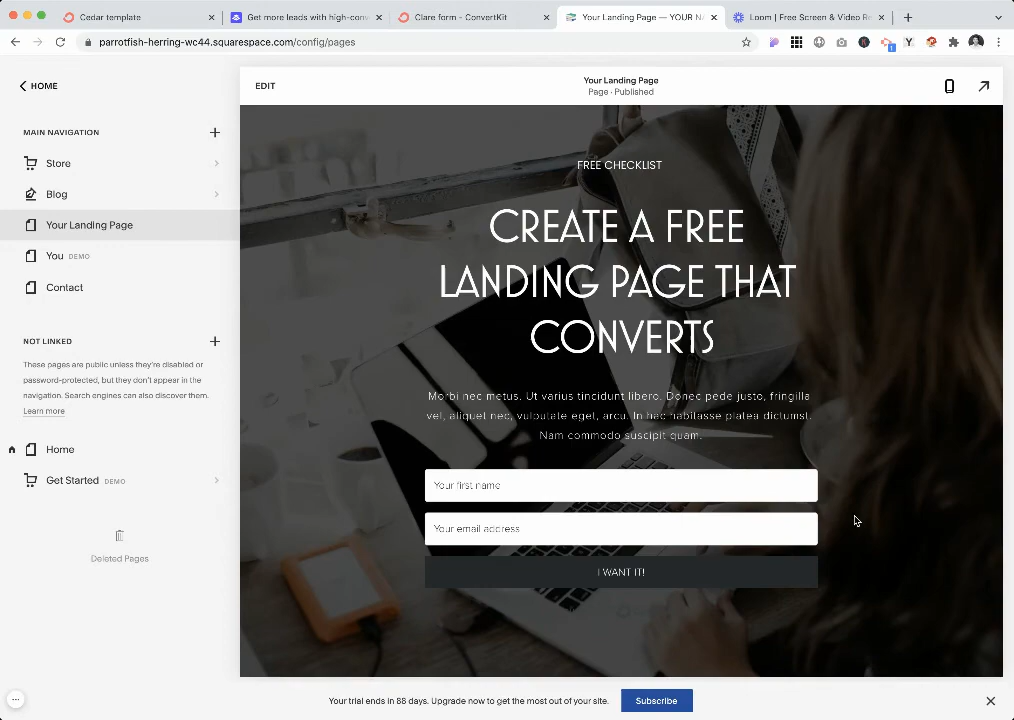 Cedar template
Get more leads with high-conv
Clare form - ConvertKit
Your Landing Page — YOUR NA
Loom | Free Screen & Video Re
parrotfish-herring-wc44.squarespace.com/config/pages
1
Y
HOME
EDIT
Your Landing Page
Page · Published
MAIN NAVIGATION
Store
Blog
Your Landing Page
You DEMO
Contact
NOT LINKED
These pages are public unless they're disabled or
password-protected, but they don't appear in the
navigation. Search engines can also discover them.
Learn more
Home
Get Started DEMO
Deleted Pages
FREE CHECKLIST
CREATE A FREE
LANDING PAGE THAT
CONVERTS
Morbi nec metus. Ut varius tincidunt libero. Donec pede justo, fringilla
vel, aliquet nec, vulputate eget, arcu. In hac habitasse platea dictumst.
Nam commodo suscipit quam.
Your first name
Your email address
I WANT IT!
Your trial ends in 88 days. Upgrade now to get the most out of your site.
Subscribe